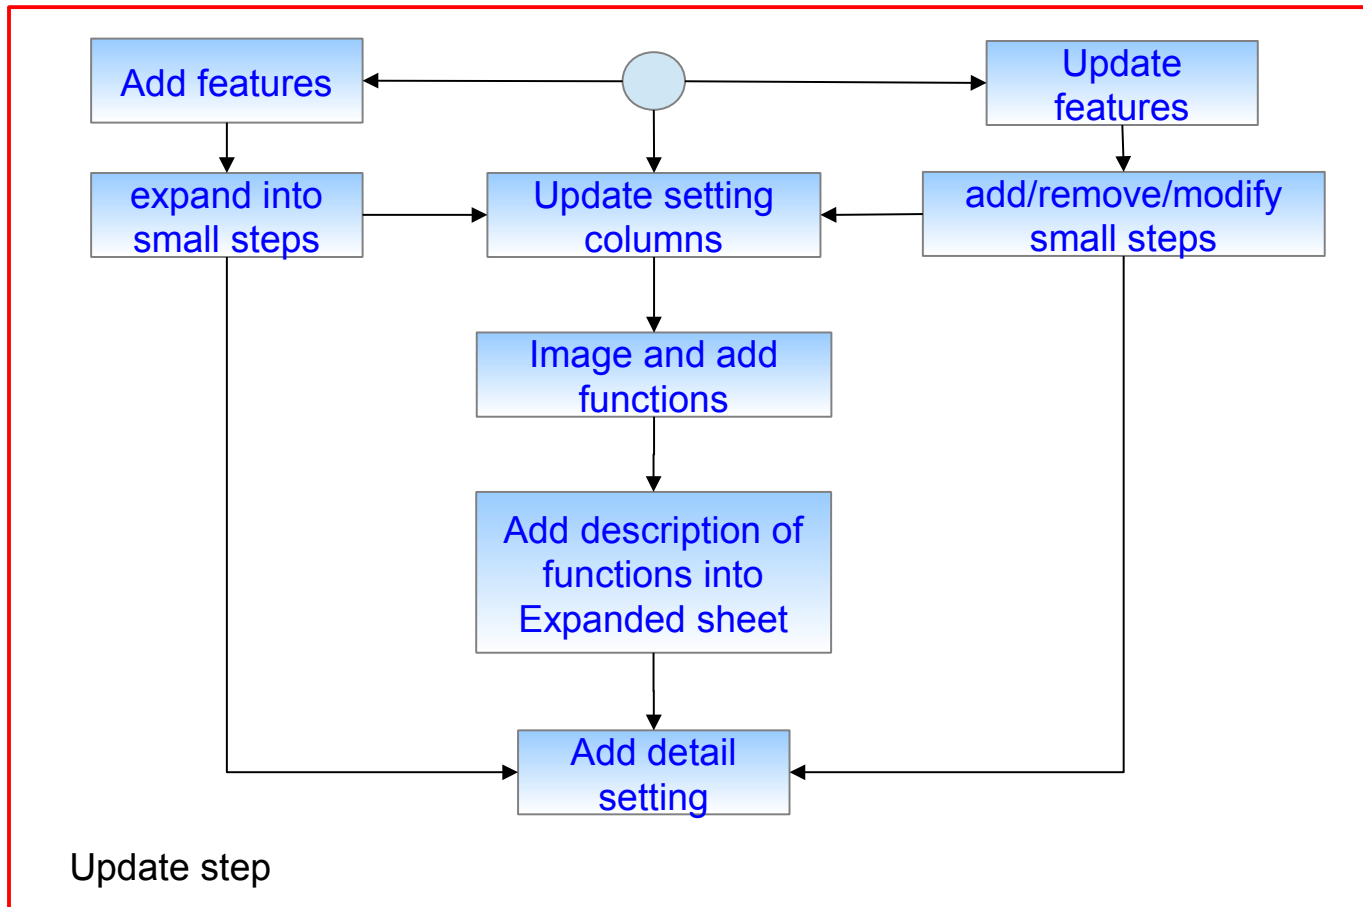 Add features
Update
features
expand into
small steps
Update setting
columns
add/remove/modify
small steps
Image and add
functions
Add description of
functions into
Expanded sheet
Add detail
setting
Update step